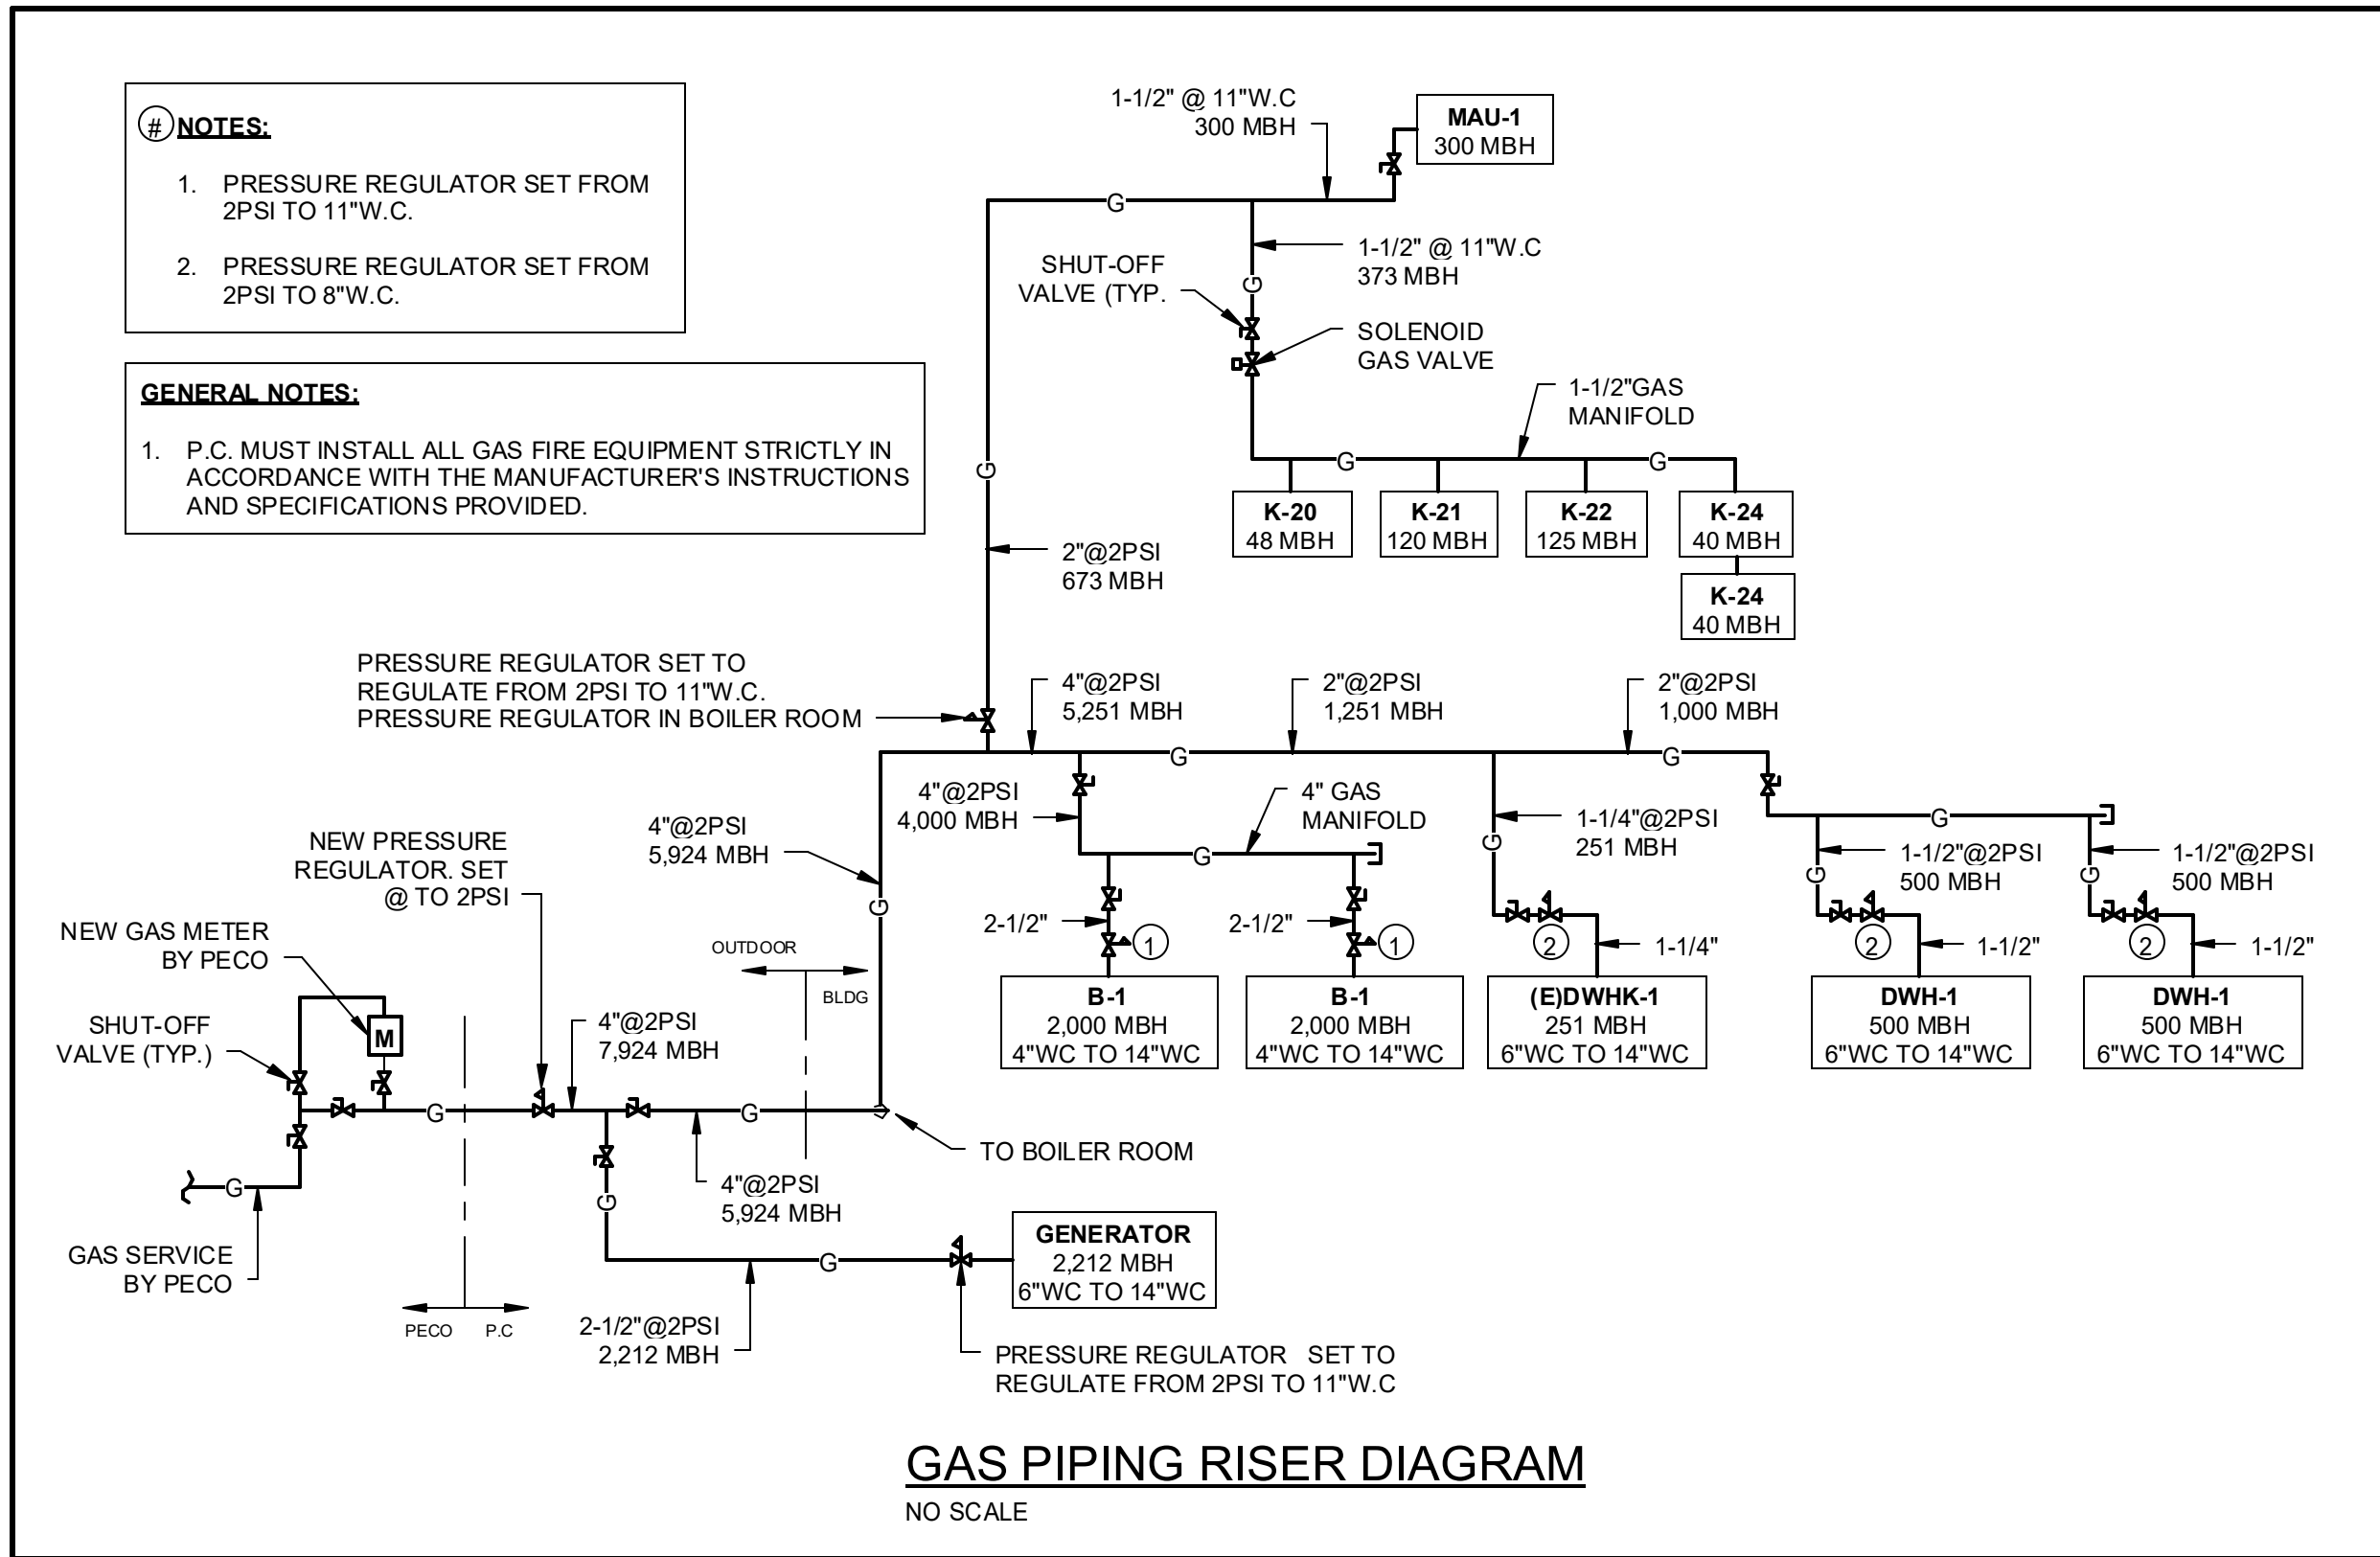 # NOTES:
1. PRESSURE REGULATOR SET FROM
2PSI TO 11"W.C.
2. PRESSURE REGULATOR SET FROM
2PSI TO 8"W.C.
GENERAL NOTES:
1. P.C. MUST INSTALL ALL GAS FIRE EQUIPMENT STRICTLY IN
ACCORDANCE WITH THE MANUFACTURER'S INSTRUCTIONS
AND SPECIFICATIONS PROVIDED.
1-1/2" @ 11"W.C
300 MBH
MAU-1
300 MBH
G
1-1/2" @ 11"W.C
373 MBH
SHUT-OFF
VALVE (TYP.
G
SOLENOID
GAS VALVE
1-1/2"GAS
MANIFOLD
G
G
G
K-20
48 MBH
K-21
120 MBH
K-22
125 MBH
K-24
40 MBH
K-24
40 MBH
2"@2PSI
673 MBH
PRESSURE REGULATOR SET TO
REGULATE FROM 2PSI TO 11"W.C.
PRESSURE REGULATOR IN BOILER ROOM
4"@2PSI
5,251 MBH
2"@2PSI
1,251 MBH
2"@2PSI
1,000 MBH
G
G
4"@2PSI
4,000 MBH
4" GAS
MANIFOLD
G
1-1/4"@2PSI
251 MBH
G
G
1-1/2"@2PSI
500 MBH
G
1-1/2"@2PSI
500 MBH
G
4"@2PSI
5,924 MBH
G
NEW PRESSURE
REGULATOR. SET
@ TO 2PSI
2-1/2"
1
2-1/2"
1
2
1-1/4"
2
1-1/2"
2
1-1/2"
B-1
2,000 MBH
4"WC TO 14"WC
B-1
2,000 MBH
4"WC TO 14"WC
(E)DWHK-1
251 MBH
6"WC TO 14"WC
DWH-1
500 MBH
6"WC TO 14"WC
DWH-1
500 MBH
6"WC TO 14"WC
NEW GAS METER
BY PECO
OUTDOOR
BLDG
SHUT-OFF
VALVE (TYP.)
M
4"@2PSI
7,924 MBH
G
G
TO BOILER ROOM
G
G
4"@2PSI
5,924 MBH
GAS SERVICE
BY PECO
PECO P.C
G
GENERATOR
2,212 MBH
6"WC TO 14"WC
2-1/2"@2PSI
2,212 MBH
PRESSURE REGULATOR SET TO
REGULATE FROM 2PSI TO 11"W.C
GAS PIPING RISER DIAGRAM
NO SCALE